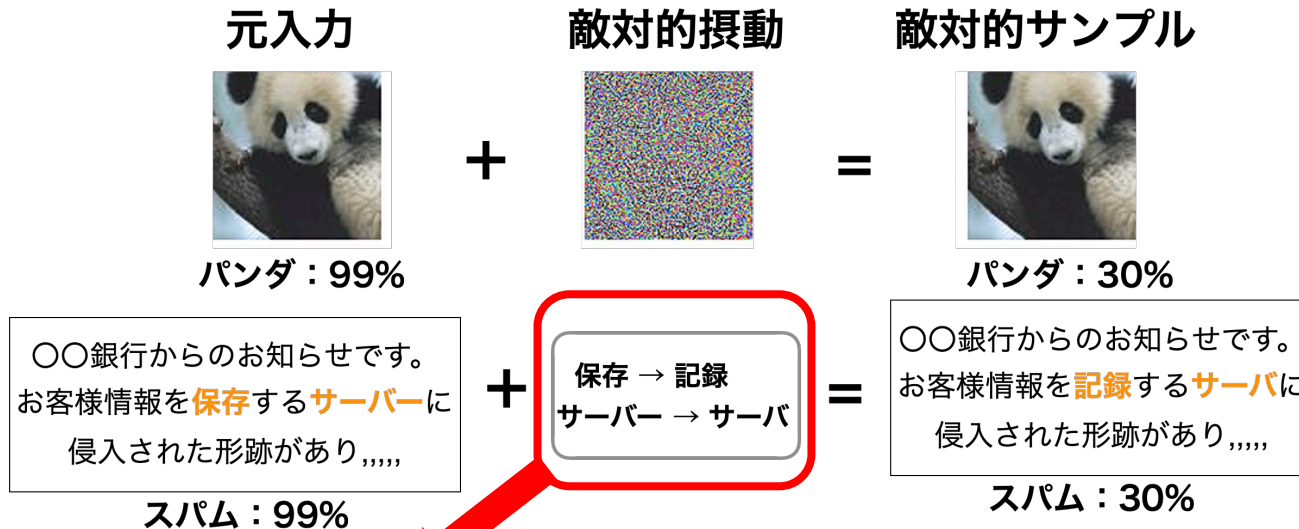 元入力
敵対的摂動
敵対的サンプル
+
=
パンダ：99%
パンダ：30%
〇〇銀行からのお知らせです。
お客様情報を保存するサーバーに
侵入された形跡があり,,,,,
スパム：99%
+
保存 → 記録
サーバー → サーバ
=
〇〇銀行からのお知らせです。
お客様情報を記録するサーバに
侵入された形跡があり,,,,,
スパム：30%